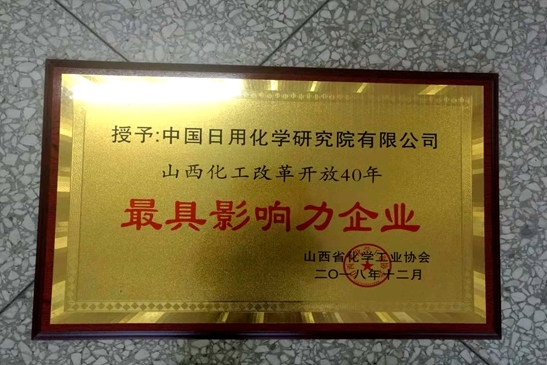 授予:中国日用化学研究院有限公司
山西化工改革开放40年
最具影响力企业
山西省化学工业协会
二〇一八年十二月